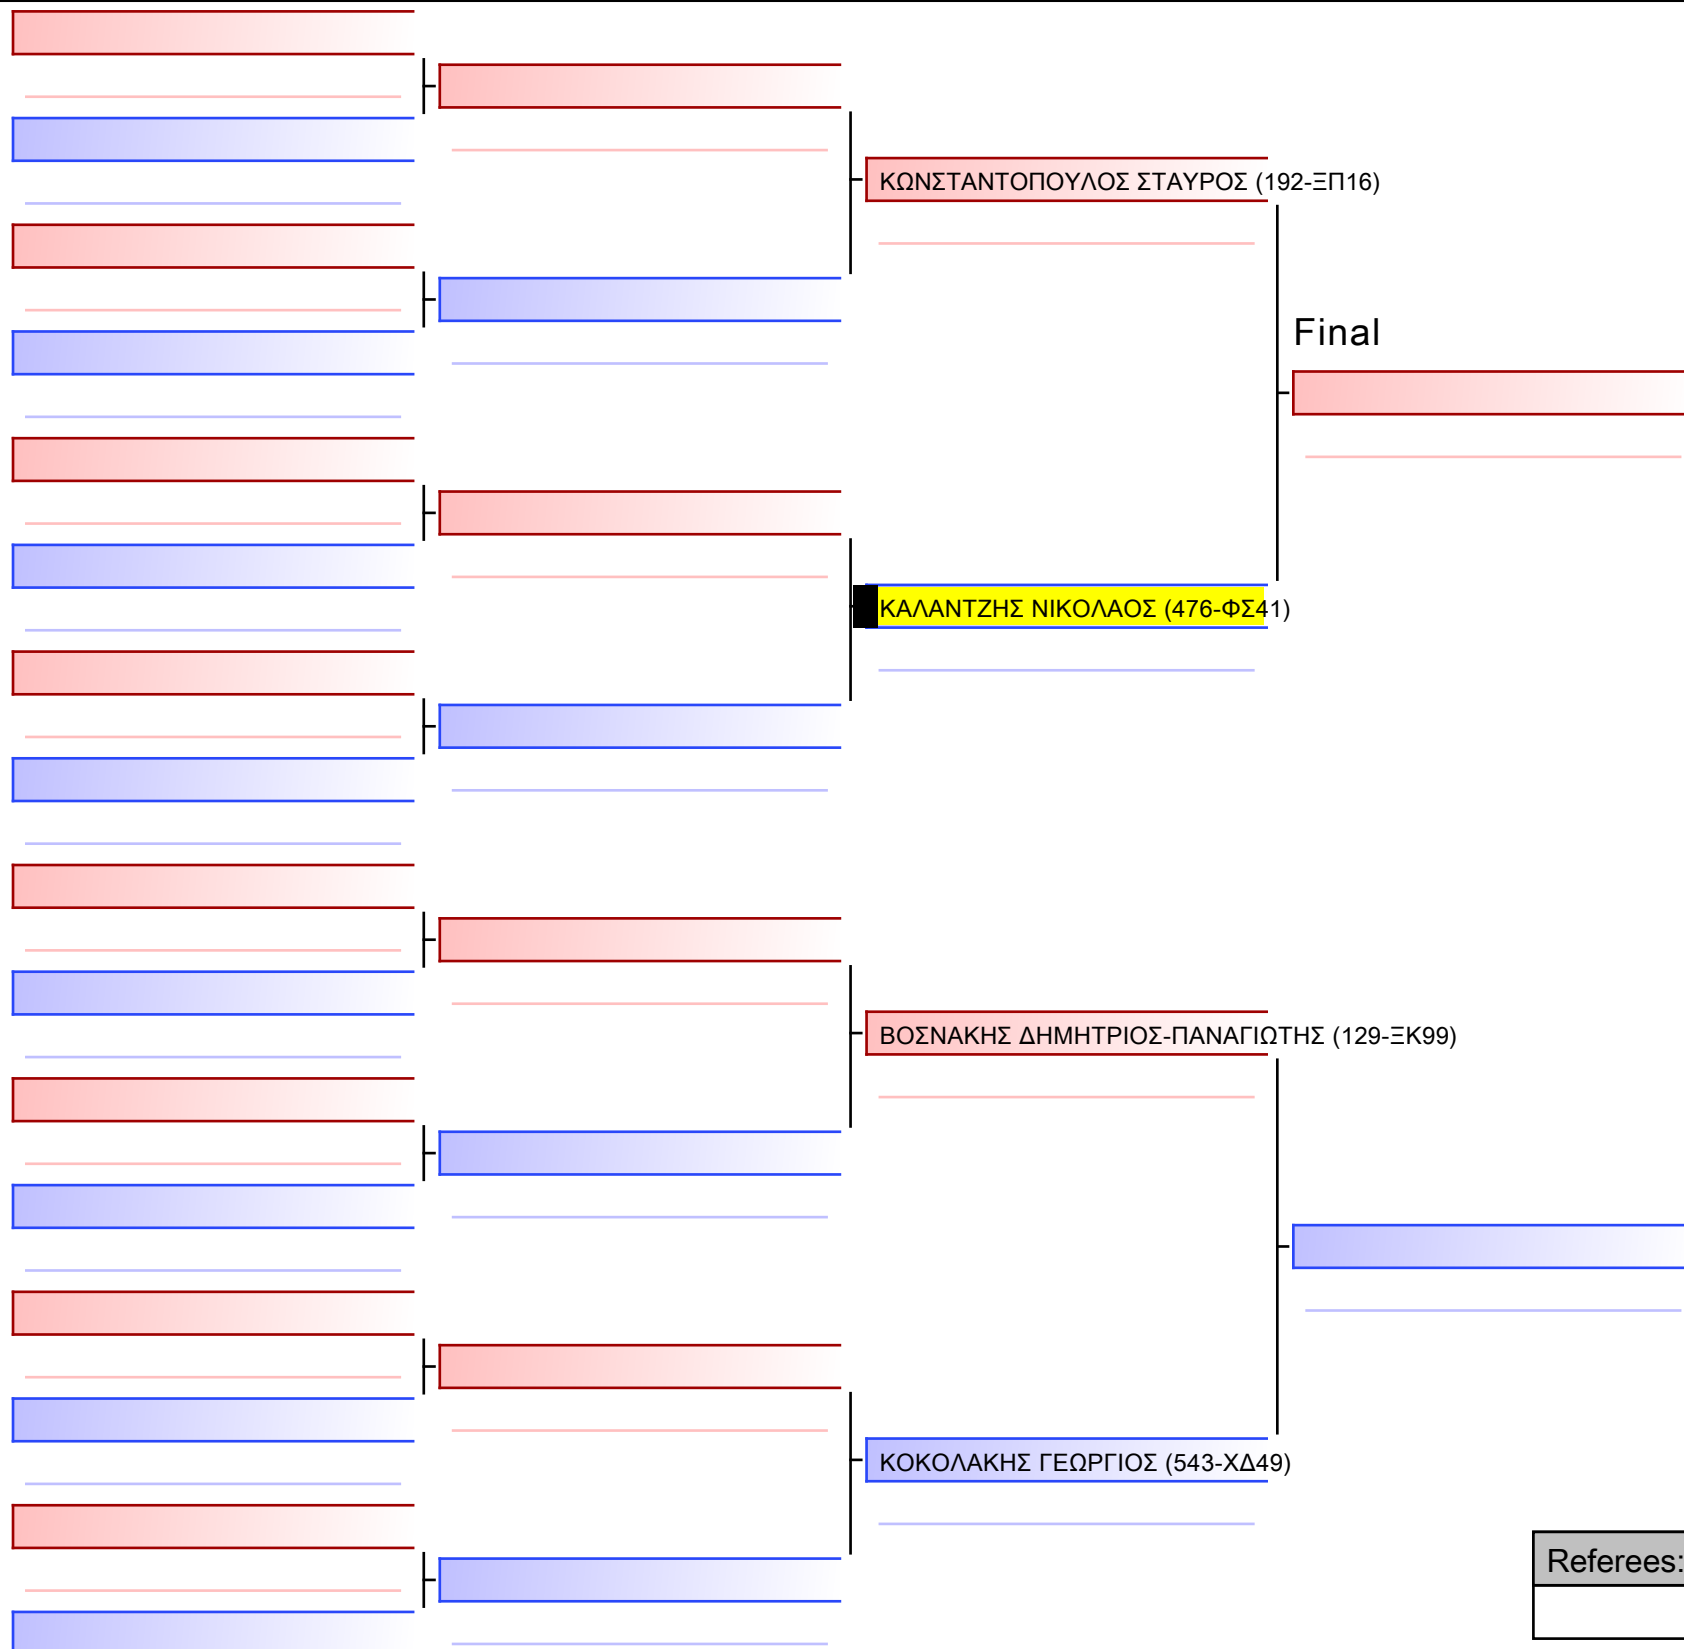 ΚΩΝΣΤΑΝΤΟΠΟΥΛΟΣ ΣΤΑΥΡΟΣ (192-ΞΠ16)
Final
ΚΑΛΑΝΤΖΗΣ ΝΙΚΟΛΑΟΣ (476-ΦΣ41)
ΒΟΣΝΑΚΗΣ ΔΗΜΗΤΡΙΟΣ-ΠΑΝΑΓΙΩΤΗΣ (129-ΞΚ99)
ΚΟΚΟΛΑΚΗΣ ΓΕΩΡΓΙΟΣ (543-ΧΔ49)
Referees: